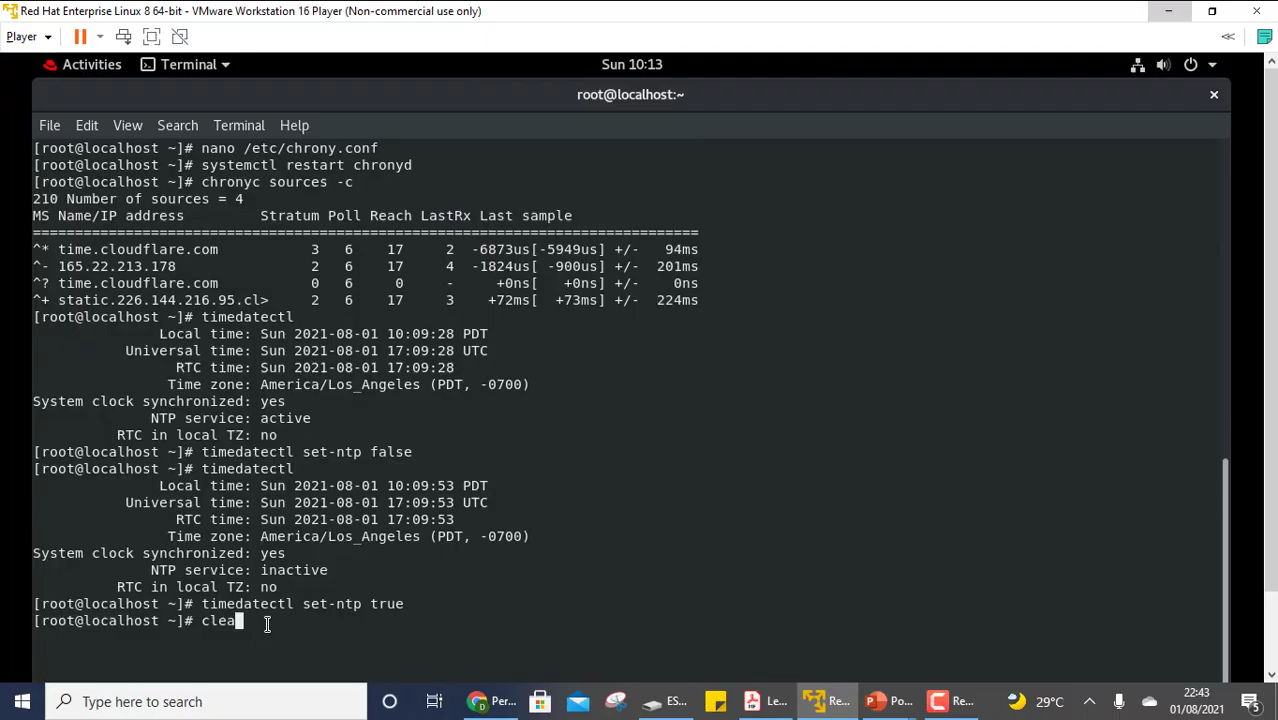 Red Hat Enterprise Linux 8 64-bit - VMware Workstation 16 Player (Non-commercial use only)
Player
Activities Terminal Sun 10:13
root@localhost:~
File Edit View Search Terminal Help
[root@localhost ~]# nano /etc/chrony.conf
[root@localhost ~]# systemctl restart chronyd
[root@localhost ~]# chronyc sources -c
210 Number of sources = 4
MS Name/IP address         Stratum Poll Reach LastRx Last sample
===============================================================================
^* time.cloudflare.com           3   6    17     2  -6873us[-5949us] +/-   94ms
^- 165.22.213.178                2   6    17     4  -1824us[ -900us] +/-  201ms
^? time.cloudflare.com           0   6     0     -     +0ns[   +0ns] +/-    0ns
^+ static.226.144.216.95.cl>     2   6    17     3    +72ms[  +73ms] +/-  224ms
[root@localhost ~]# timedatectl
Local time: Sun 2021-08-01 10:09:28 PDT
Universal time: Sun 2021-08-01 17:09:28 UTC
RTC time: Sun 2021-08-01 17:09:28
Time zone: America/Los_Angeles (PDT, -0700)
System clock synchronized: yes
NTP service: active
RTC in local TZ: no
[root@localhost ~]# timedatectl set-ntp false
[root@localhost ~]# timedatectl
Local time: Sun 2021-08-01 10:09:53 PDT
Universal time: Sun 2021-08-01 17:09:53 UTC
RTC time: Sun 2021-08-01 17:09:53
Time zone: America/Los_Angeles (PDT, -0700)
System clock synchronized: yes
NTP service: inactive
RTC in local TZ: no
[root@localhost ~]# timedatectl set-ntp true
[root@localhost ~]# clea
Type here to search Per... ES... Le... Re... Po... Re... 29°C 22:43
01/08/2021 5